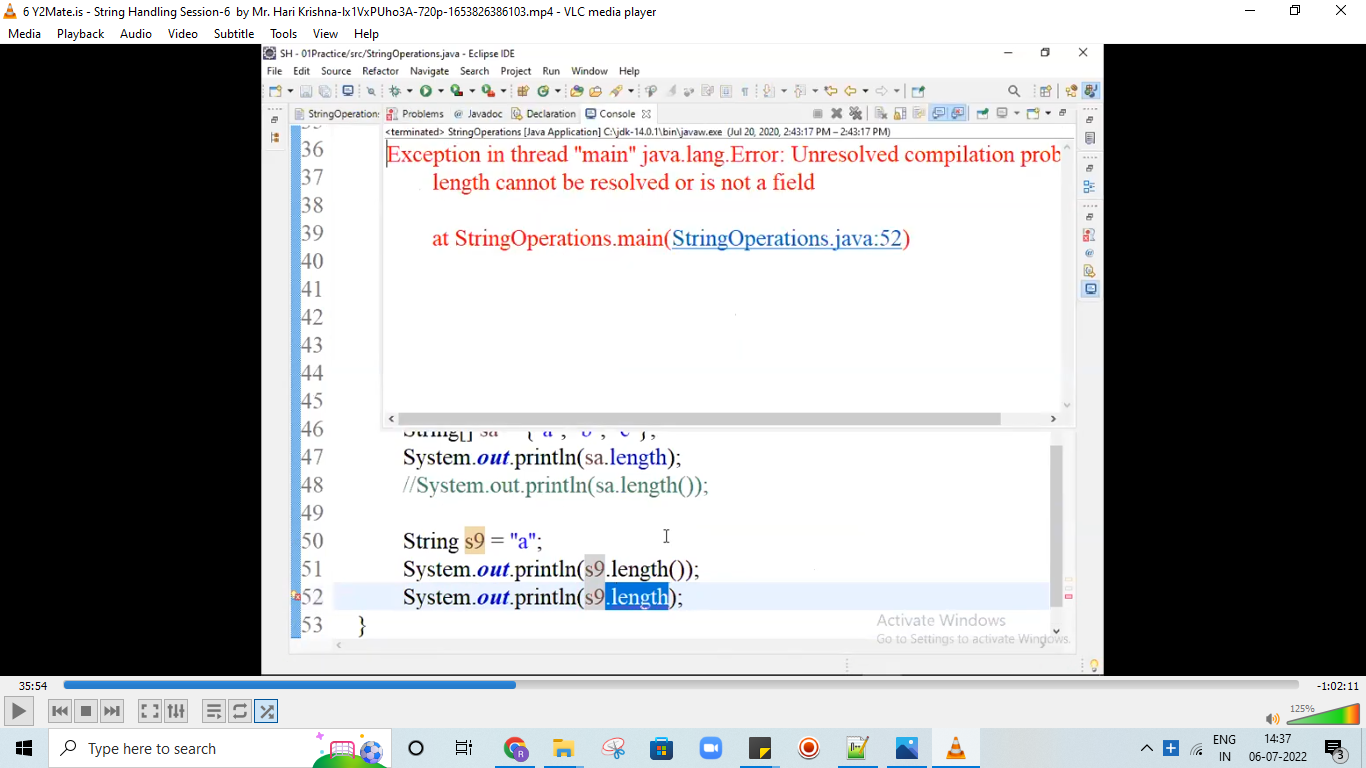 6 Y2Mate.is - String Handling Session-6  by Mr. Hari Krishna-Ix1VxPUho3A-720p-1653826386103.mp4 - VLC media player
Media Playback Audio Video Subtitle Tools View Help
SH - 01Practice/src/StringOperations.java - Eclipse IDE
File Edit Source Refactor Navigate Search Project Run Window Help
StringOperation: Problems Javadoc Declaration Console
<terminated> StringOperations [Java Application] C:\jdk-14.0.1\bin\javaw.exe (Jul 20, 2020, 2:43:17 PM – 2:43:17 PM)
36 Exception in thread "main" java.lang.Error: Unresolved compilation prob
37 length cannot be resolved or is not a field
38
39 at StringOperations.main(StringOperations.java:52)
40
41
42
43
44
45
46 String[] sa = {"a", "b", "c"};
47 System.out.println(sa.length);
48 //System.out.println(sa.length());
49
50 String s9 = "a";
51 System.out.println(s9.length());
52 System.out.println(s9.length);
53 }
Activate Windows
Go to Settings to activate Windows.
35:54 -1:02:11
125%
Type here to search
ENG
IN
14:37
06-07-2022
3